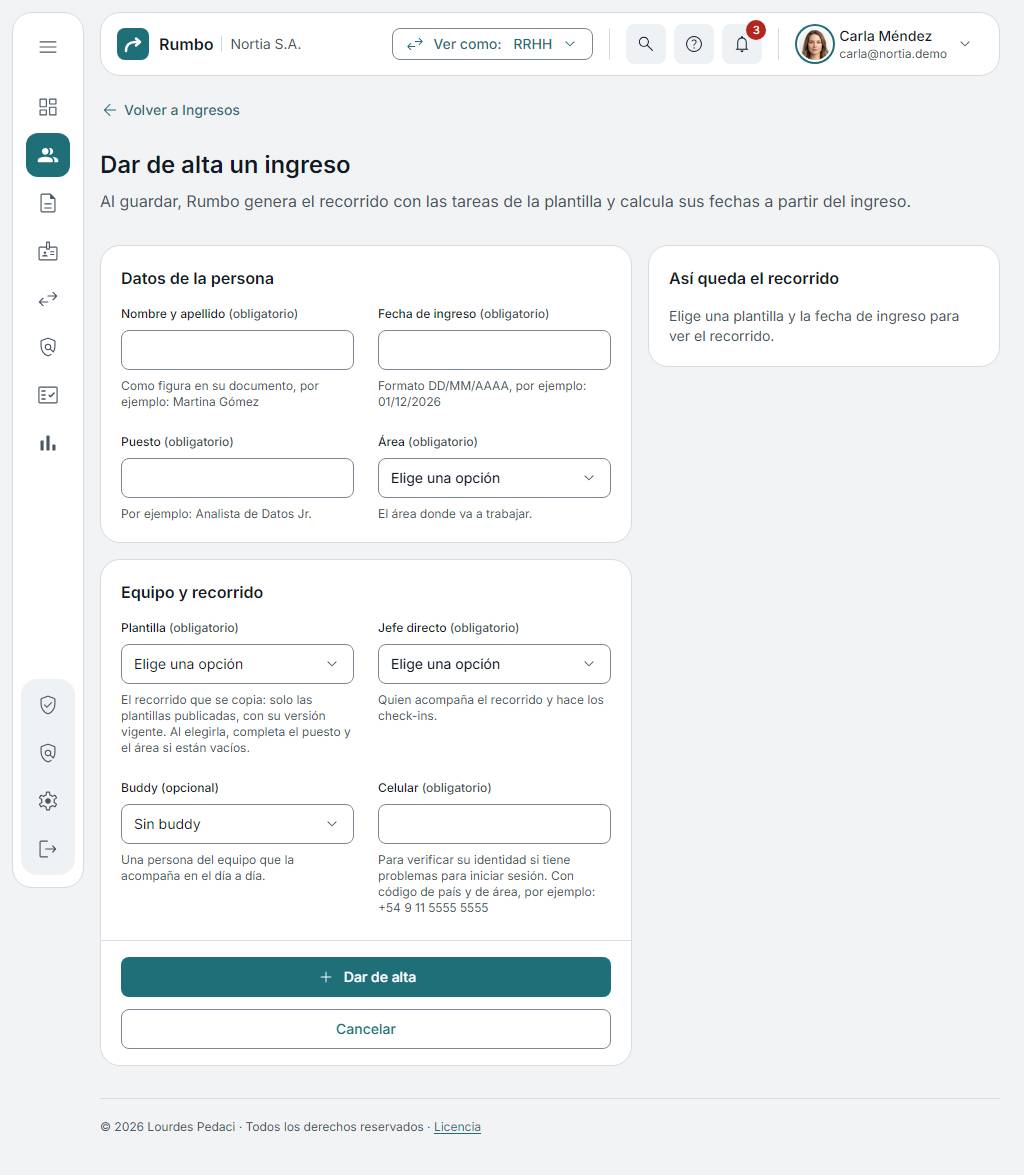 Rumbo
Nortia S.A.
Ver como: RRHH
3
Carla Méndez
carla@nortia.demo
Volver a Ingresos
Dar de alta un ingreso
Al guardar, Rumbo genera el recorrido con las tareas de la plantilla y calcula sus fechas a partir del ingreso.
Datos de la persona
Nombre y apellido (obligatorio)
Como figura en su documento, por
ejemplo: Martina Gómez
Fecha de ingreso (obligatorio)
Formato DD/MM/AAAA, por ejemplo:
01/12/2026
Puesto (obligatorio)
Por ejemplo: Analista de Datos Jr.
Área (obligatorio)
Elige una opción
El área donde va a trabajar.
Así queda el recorrido
Elige una plantilla y la fecha de ingreso para
ver el recorrido.
Equipo y recorrido
Plantilla (obligatorio)
Elige una opción
El recorrido que se copia: solo las
plantillas publicadas, con su versión
vigente. Al elegirla, completa el puesto y
el área si están vacíos.
Jefe directo (obligatorio)
Elige una opción
Quien acompaña el recorrido y hace los
check-ins.
Buddy (opcional)
Sin buddy
Una persona del equipo que la
acompaña en el día a día.
Celular (obligatorio)
Para verificar su identidad si tiene
problemas para iniciar sesión. Con
código de país y de área, por ejemplo:
+54 9 11 5555 5555
Dar de alta
Cancelar
© 2026 Lourdes Pedaci · Todos los derechos reservados · Licencia